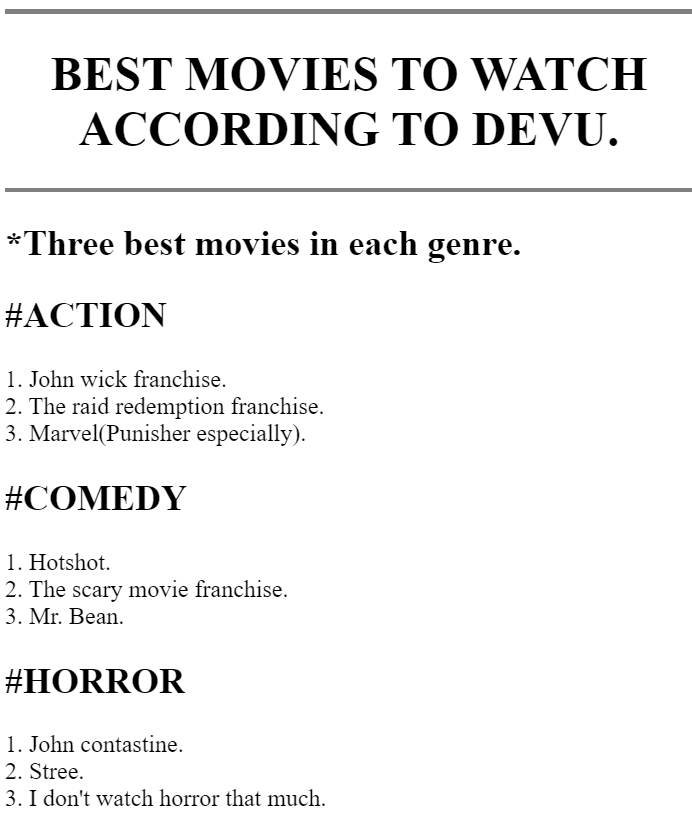 BEST MOVIES TO WATCH
ACCORDING TO DEVU.
*Three best movies in each genre.
#ACTION
1. John wick franchise.
2. The raid redemption franchise.
3. Marvel(Punisher especially).
#COMEDY
1. Hotshot.
2. The scary movie franchise.
3. Mr. Bean.
#HORROR
1. John contastine.
2. Stree.
3. I don't watch horror that much.